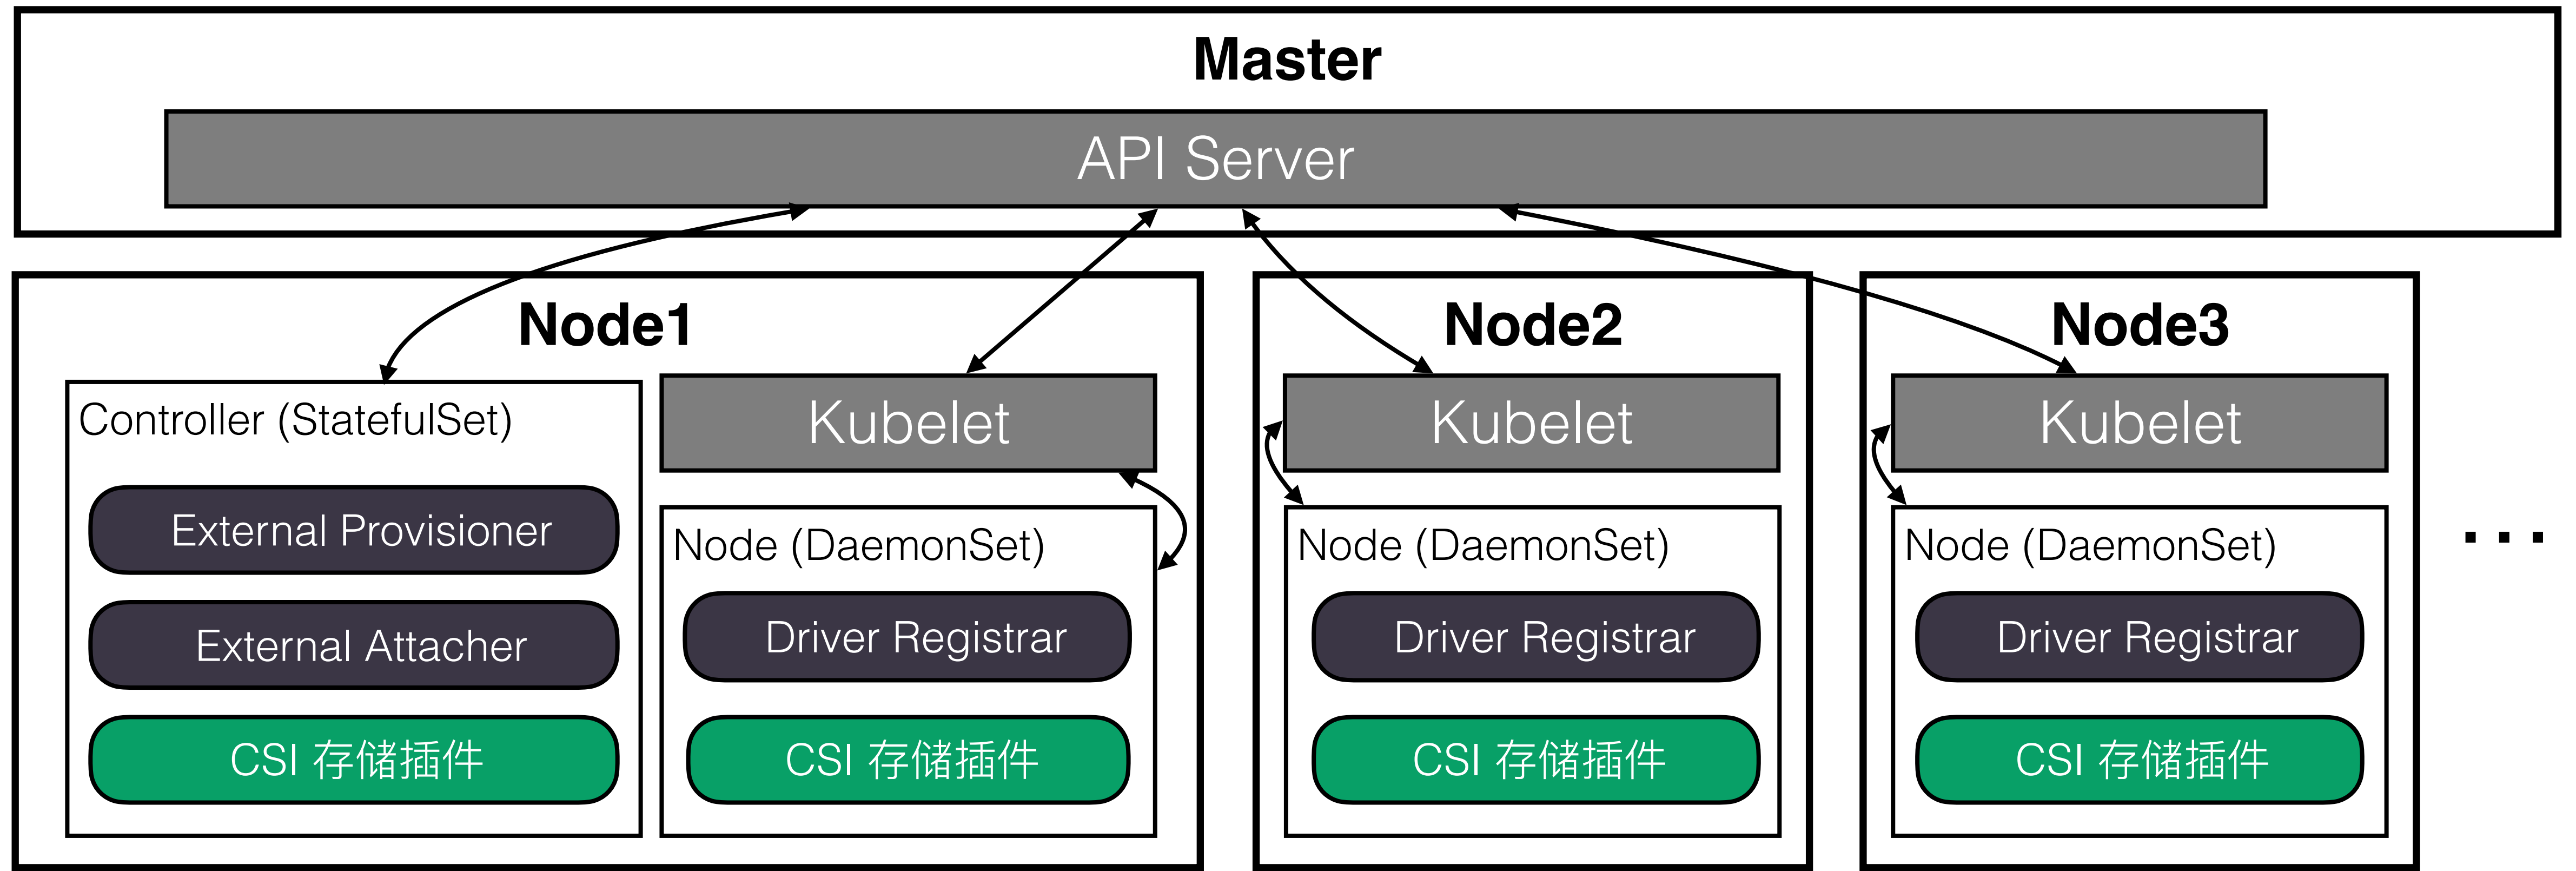 Master
API Server
Node1
Controller (StatefulSet)
External Provisioner
External Attacher
CSI 存储插件
Kubelet
Node (DaemonSet)
Driver Registrar
CSI 存储插件
Node2
Kubelet
Node (DaemonSet)
Driver Registrar
CSI 存储插件
Node3
Kubelet
Node (DaemonSet)
Driver Registrar
CSI 存储插件
...